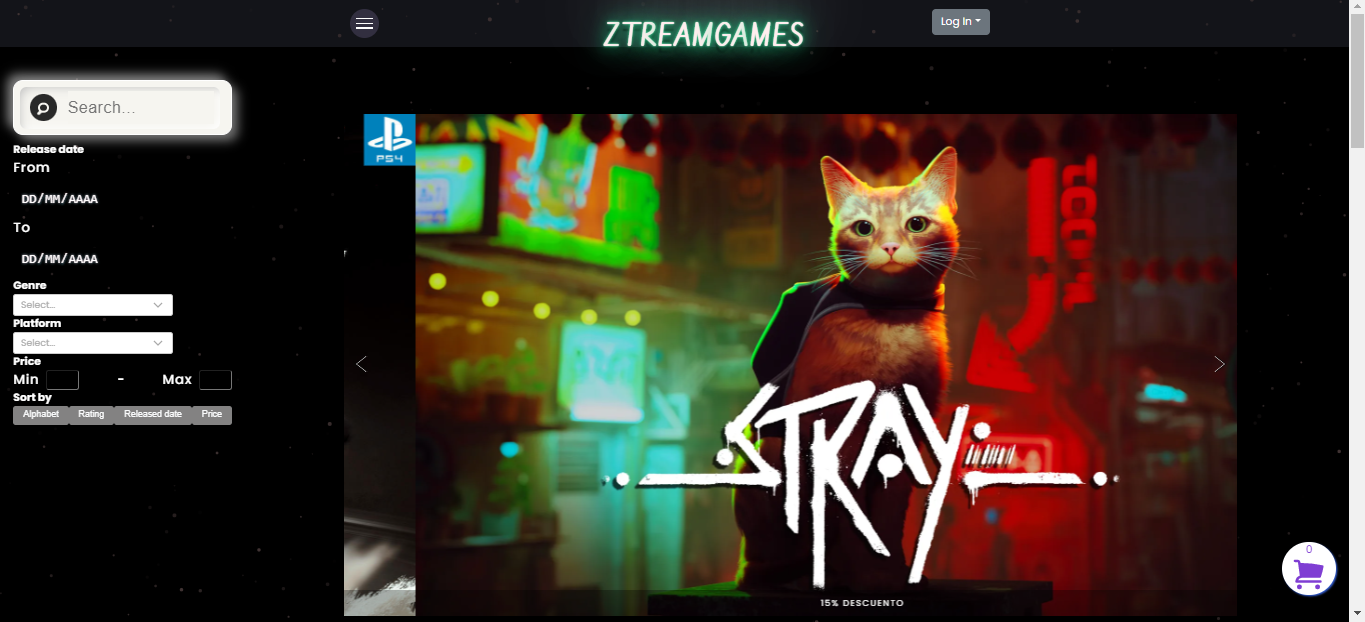 ZTREAMGAMES
Log In
Search...
Release date
From
DD/MM/AAAA
To
DD/MM/AAAA
Genre
Select...
Platform
Select...
Price
Min - Max
Sort by
Alphabet Rating Released date Price
PS4
STRAY
15% DESCUENTO
0